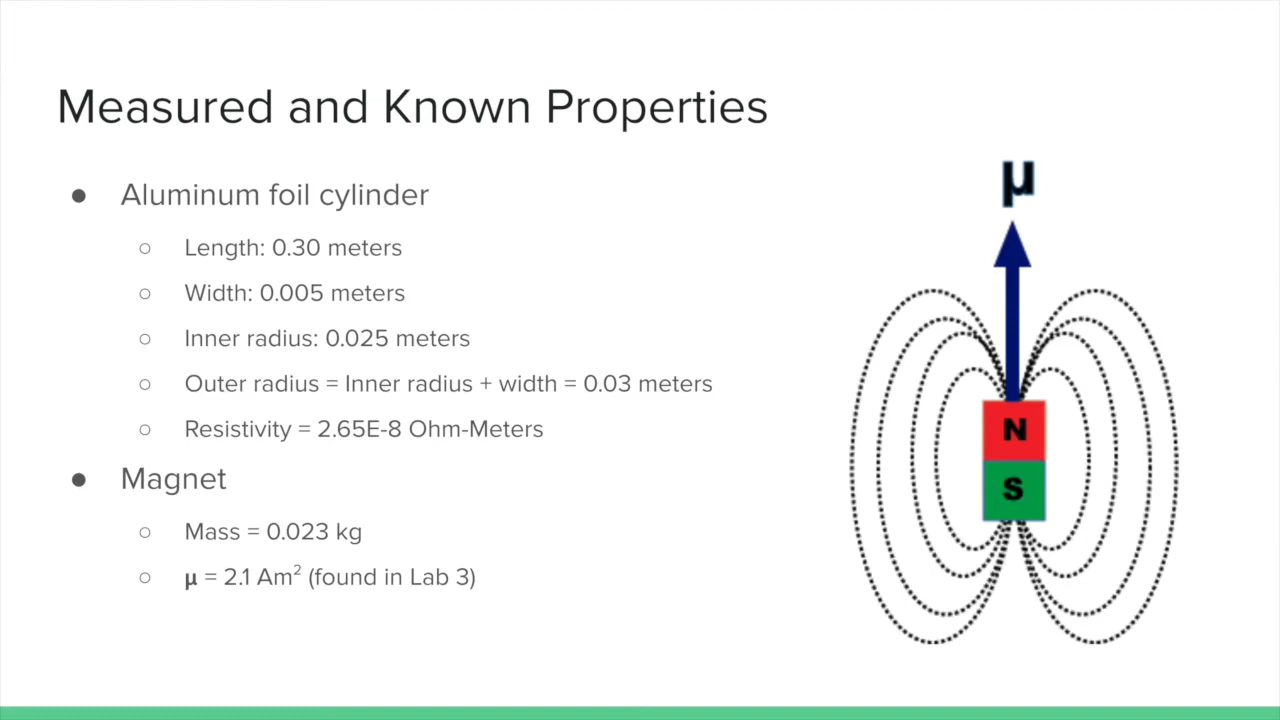 Measured and Known Properties
● Aluminum foil cylinder
○ Length: 0.30 meters
○ Width: 0.005 meters
○ Inner radius: 0.025 meters
○ Outer radius = Inner radius + width = 0.03 meters
○ Resistivity = 2.65E-8 Ohm-Meters
● Magnet
○ Mass = 0.023 kg
○ μ = 2.1 Am² (found in Lab 3)
μ
N
S